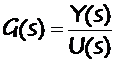 G(s) = Y(s) / U(s)